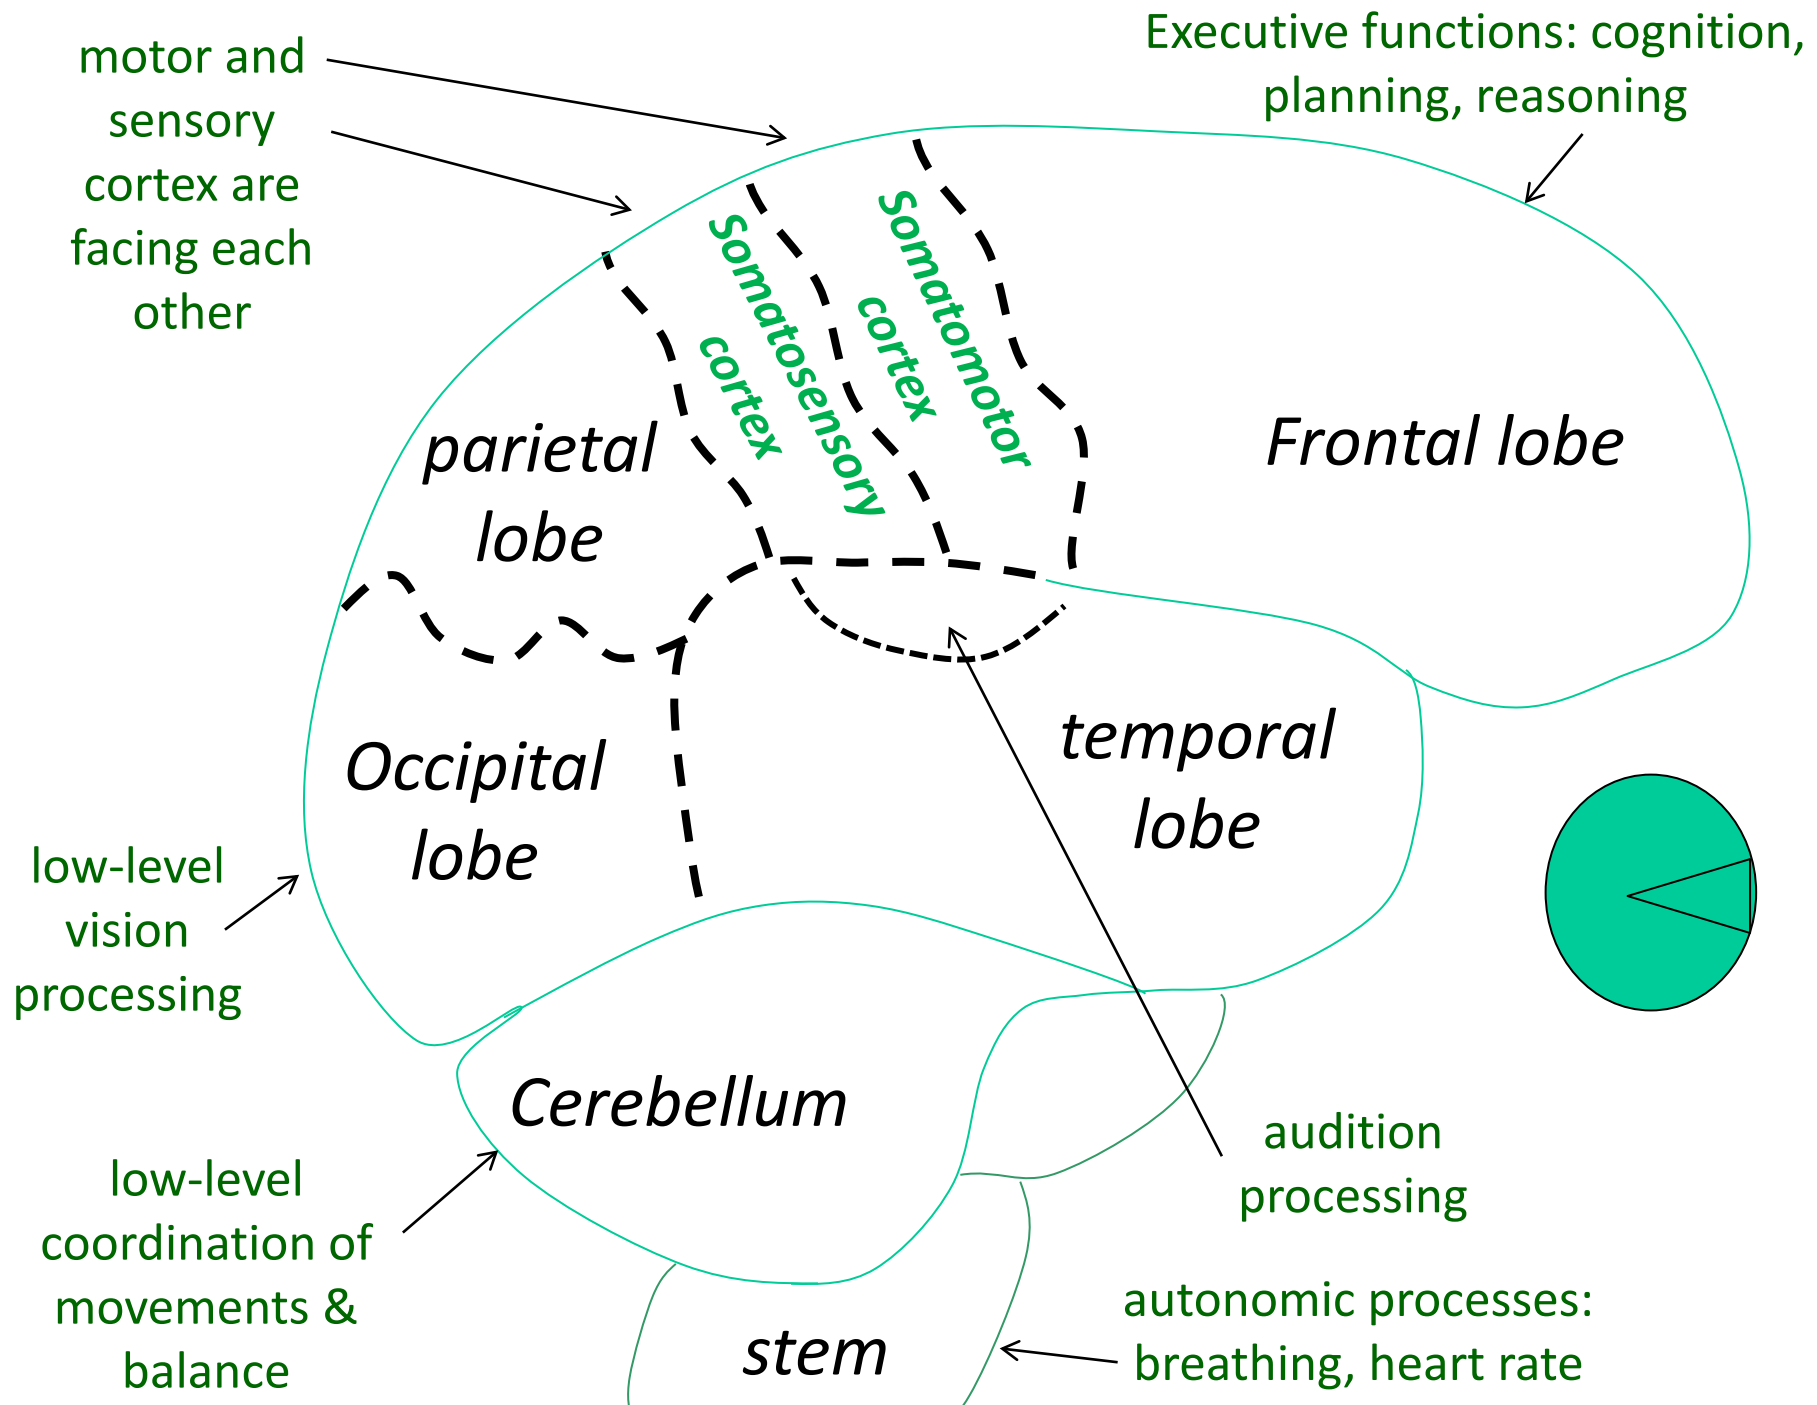 motor and
sensory
cortex are
facing each
other
Executive functions: cognition,
planning, reasoning
Somatosensory
cortex
Somatomotor
cortex
parietal
lobe
Frontal lobe
Occipital
lobe
temporal
lobe
low-level
vision
processing
Cerebellum
low-level
coordination of
movements &
balance
audition
processing
stem
autonomic processes:
breathing, heart rate